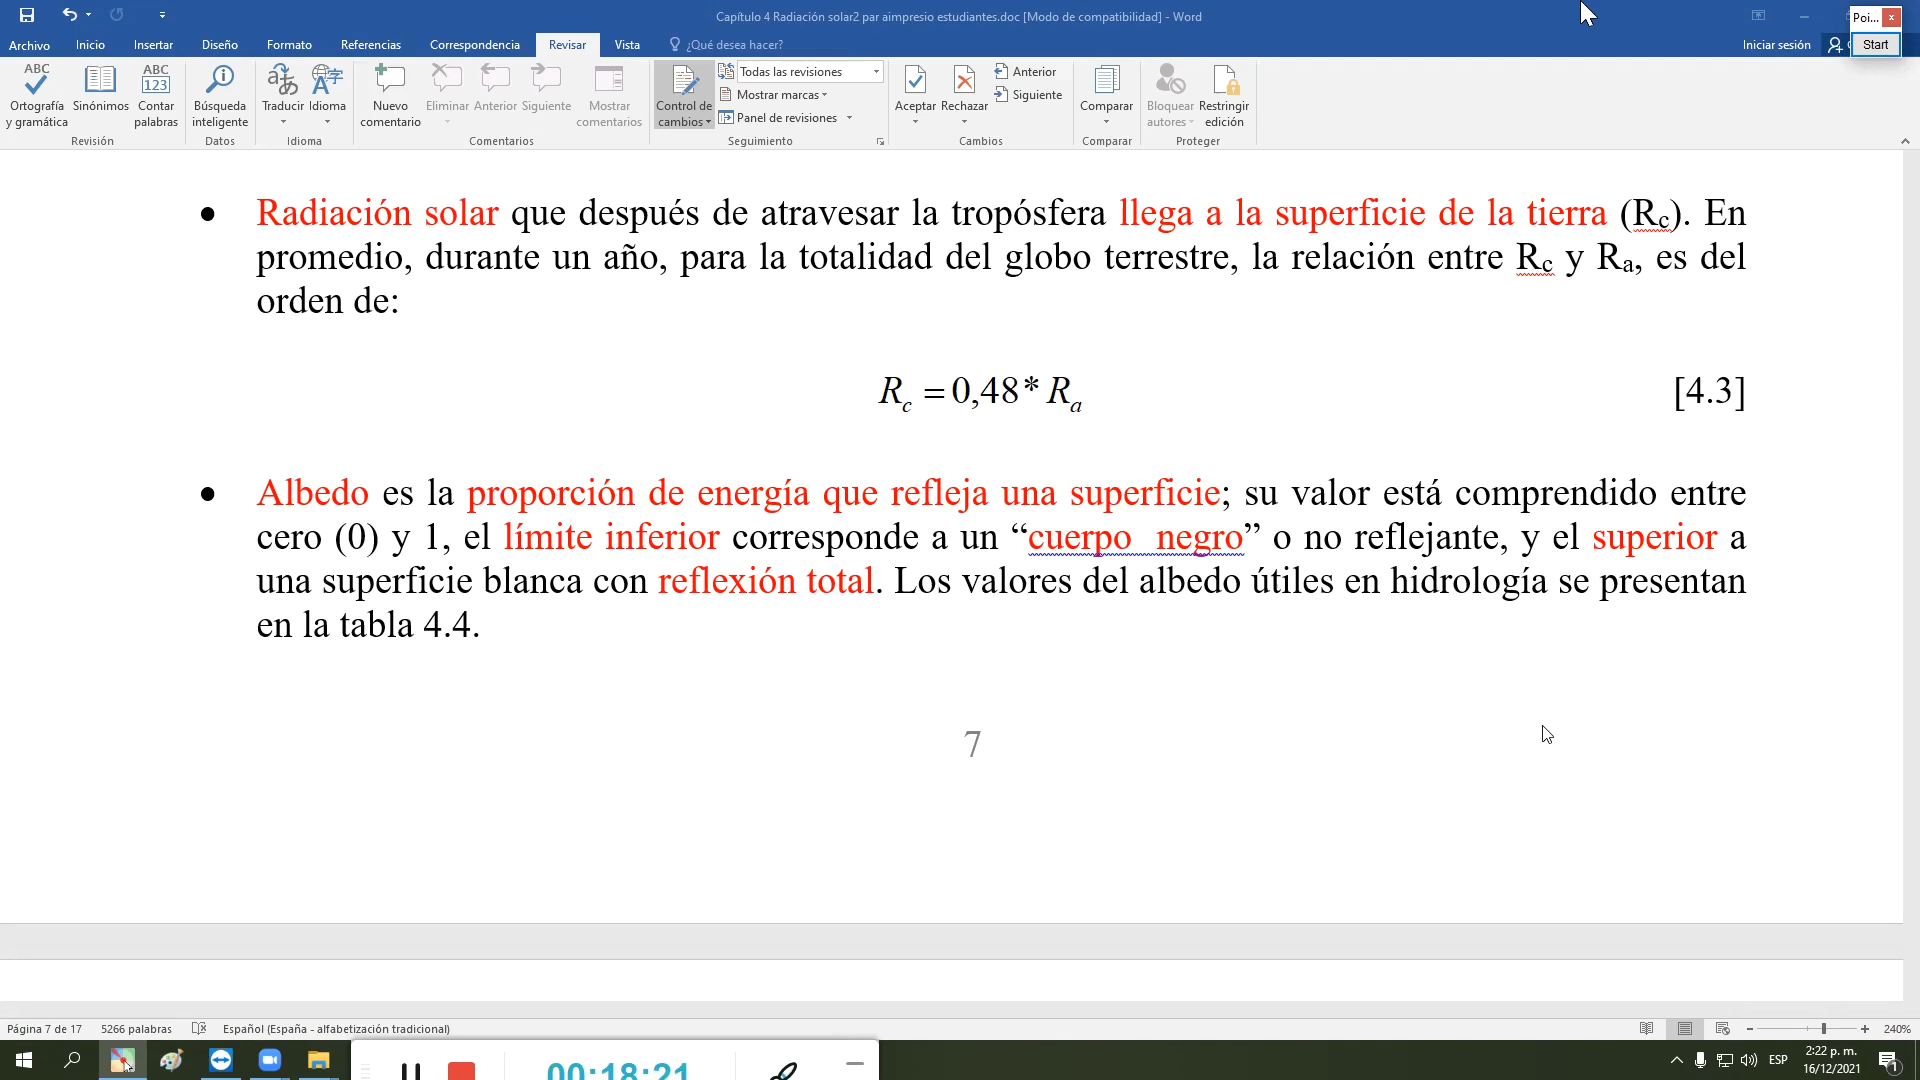 Capítulo 4 Radiación solar2 par aimpresio estudiantes.doc [Modo de compatibilidad] - Word
Poi...
Archivo Inicio Insertar Diseño Formato Referencias Correspondencia Revisar Vista ¿Qué desea hacer? Iniciar sesión
Start
ABC ABC
123
Ortografía y gramática
Sinónimos
Contar palabras
Búsqueda inteligente
Traducir
Idioma
Nuevo comentario
Eliminar
Anterior
Siguiente
Mostrar comentarios
Control de cambios
Todas las revisiones
Mostrar marcas
Panel de revisiones
Aceptar
Rechazar
Anterior
Siguiente
Comparar
Bloquear autores
Restringir edición
Revisión Datos Idioma Comentarios Seguimiento Cambios Comparar Proteger
• Radiación solar que después de atravesar la tropósfera llega a la superficie de la tierra (Rc). En
promedio, durante un año, para la totalidad del globo terrestre, la relación entre Rc y Ra, es del
orden de:
Rc = 0,48* Ra [4.3]
• Albedo es la proporción de energía que refleja una superficie; su valor está comprendido entre
cero (0) y 1, el límite inferior corresponde a un “cuerpo negro” o no reflejante, y el superior a
una superficie blanca con reflexión total. Los valores del albedo útiles en hidrología se presentan
en la tabla 4.4.
7
Página 7 de 17 5266 palabras Español (España - alfabetización tradicional) 240%
00:18:21
ESP
2:22 p. m.
16/12/2021
1